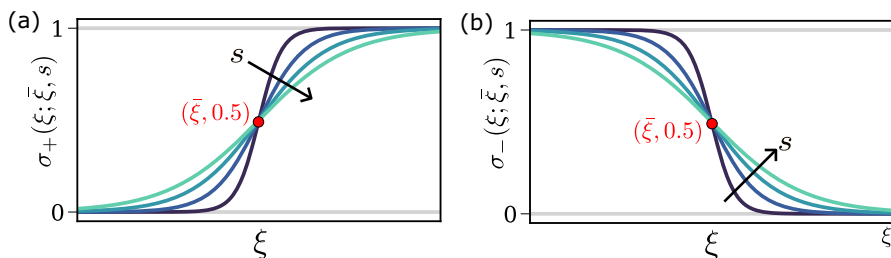 (a)
σ₊(ξ; ξ̄, s)
1
0
s
(ξ̄, 0.5)
ξ
(b)
σ₋(ξ; ξ̄, s)
1
0
(ξ̄, 0.5)
s
ξ
ξ